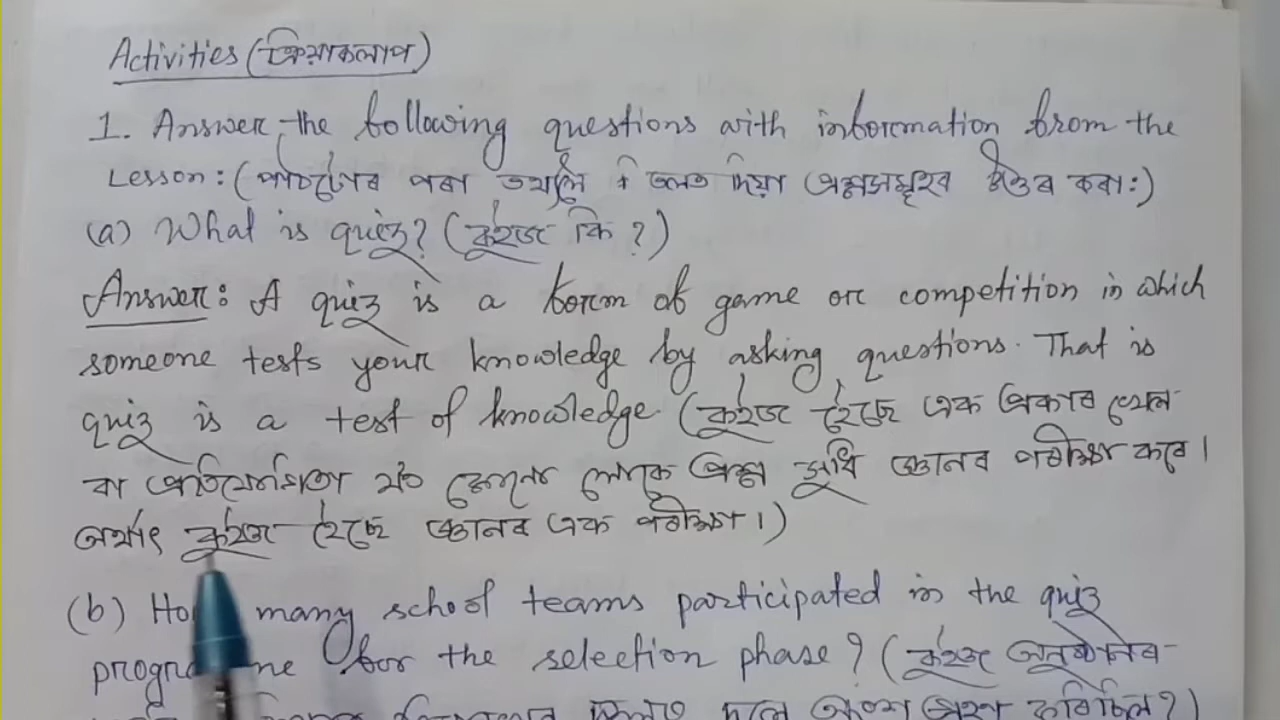 Activities (ক্ৰিয়াকলাপ)
1. Answer the following questions with information from the
Lesson: (পাঠটোৰ পৰা তথ্য লৈ তলত দিয়া প্ৰশ্নসমূহৰ উত্তৰ কৰা:)
(a) What is quiz? (কুইজ কি ?)
Answer: A quiz is a form of game or competition in which
someone tests your knowledge by asking questions. That is
quiz is a test of knowledge (কুইজ হৈছে এক প্ৰকাৰ খেল
বা প্ৰতিযোগিতা য'ত কোনো লোকে প্ৰশ্ন সুধি জ্ঞানৰ পৰীক্ষা কৰে।
অৰ্থাৎ কুইজ হৈছে জ্ঞানৰ এক পৰীক্ষা।)
(b) How many school teams participated in the quiz
programme for the selection phase? (কুইজ অনুষ্ঠানৰ
দলে অংশ গ্ৰহণ কৰিছিল?)